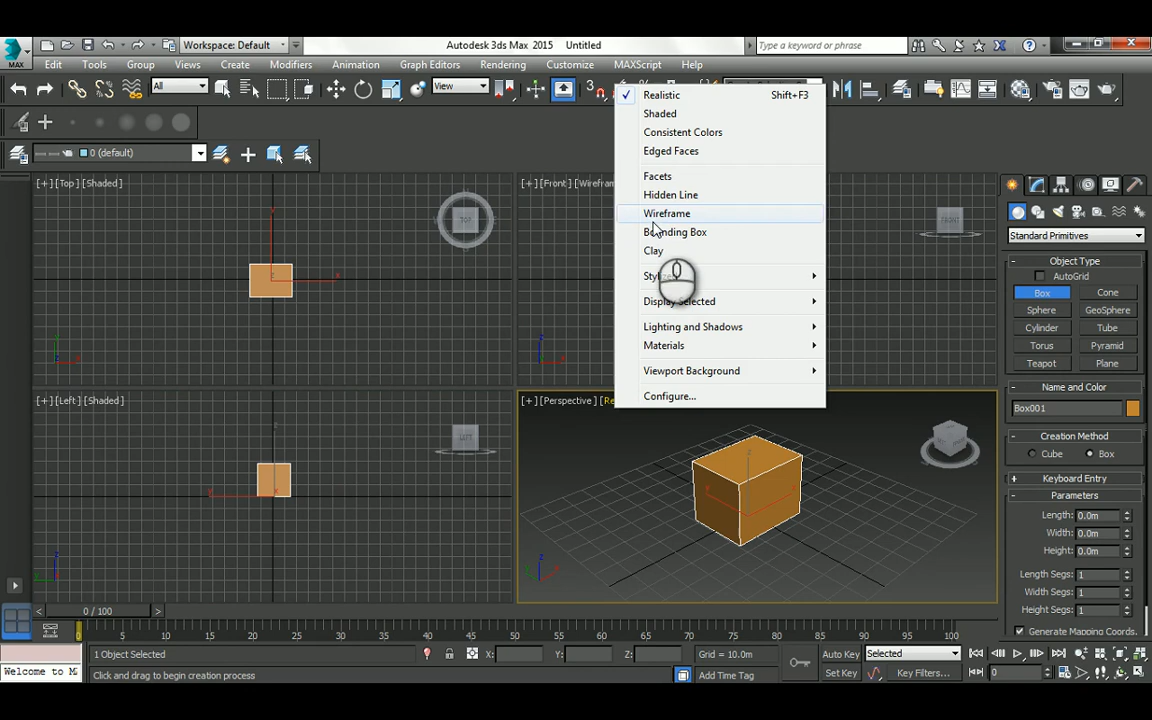 Workspace: Default
Autodesk 3ds Max 2015 Untitled
Type a keyword or phrase
MAX
Edit Tools Group Views Create Modifiers Animation Graph Editors Rendering Customize MAXScript Help
All
View
0 (default)
[+] [Top] [Shaded]
TOP
[+] [Front]
FRONT
[+] [Left] [Shaded]
LEFT
[+] [Perspective]
Realistic Shift+F3
Shaded
Consistent Colors
Edged Faces
Facets
Hidden Line
Wireframe
Bounding Box
Clay
Display Selected
Lighting and Shadows
Materials
Viewport Background
Configure...
Standard Primitives
Object Type
AutoGrid
Box Cone
Sphere GeoSphere
Cylinder Tube
Torus Pyramid
Teapot Plane
Name and Color
Box001
Creation Method
Cube Box
Keyboard Entry
Parameters
Length: 0.0m
Width: 0.0m
Height: 0.0m
Length Segs: 1
Width Segs: 1
Height Segs: 1
Generate Mapping Coords.
0 / 100
0 5 10 15 20 25 30 35 40 45 50 55 60 65 70 75 80 85 90 95 100
1 Object Selected
X: Y: Z:
Grid = 10.0m
Auto Key Selected
Welcome to M
Click and drag to begin creation process
Add Time Tag
Set Key Key Filters...
0